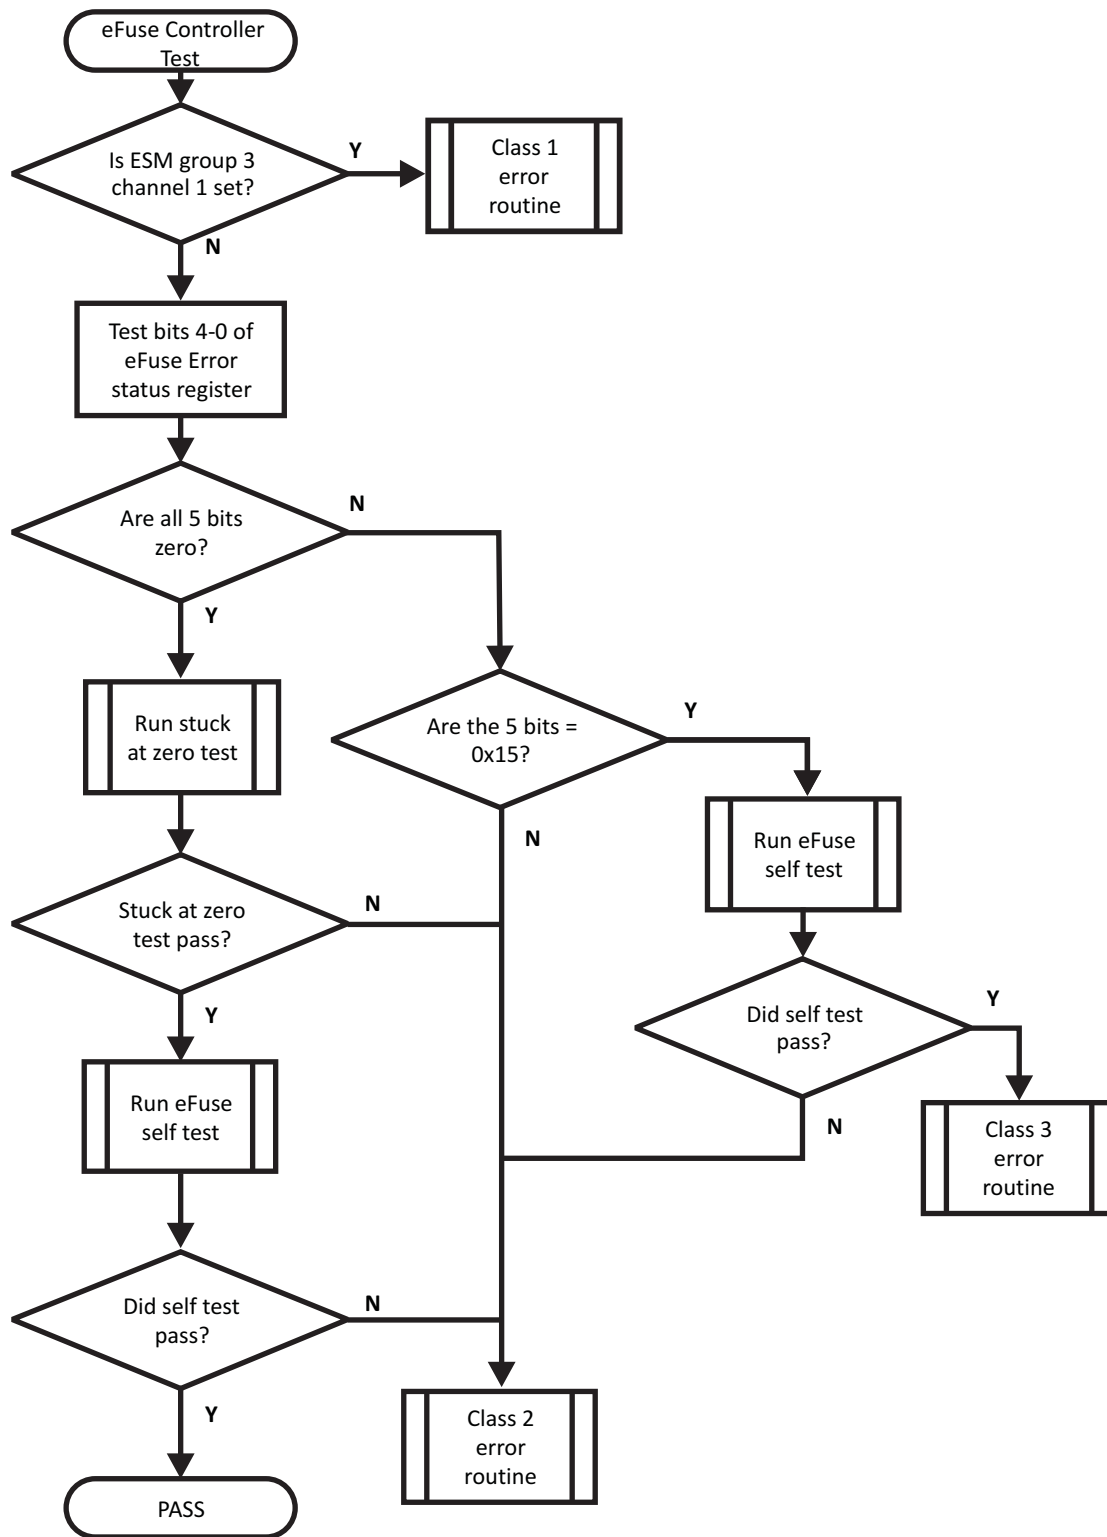 eFuse Controller
Test
Is ESM group 3
channel 1 set?
Y
Class 1
error
routine
N
Test bits 4-0 of
eFuse Error
status register
Are all 5 bits
zero?
N
Y
Run stuck
at zero test
Are the 5 bits =
0x15?
Y
N
Run eFuse
self test
Stuck at zero
test pass?
N
Y
Did self test
pass?
Y
N
Class 3
error
routine
Run eFuse
self test
Did self test
pass?
N
Y
Class 2
error
routine
PASS